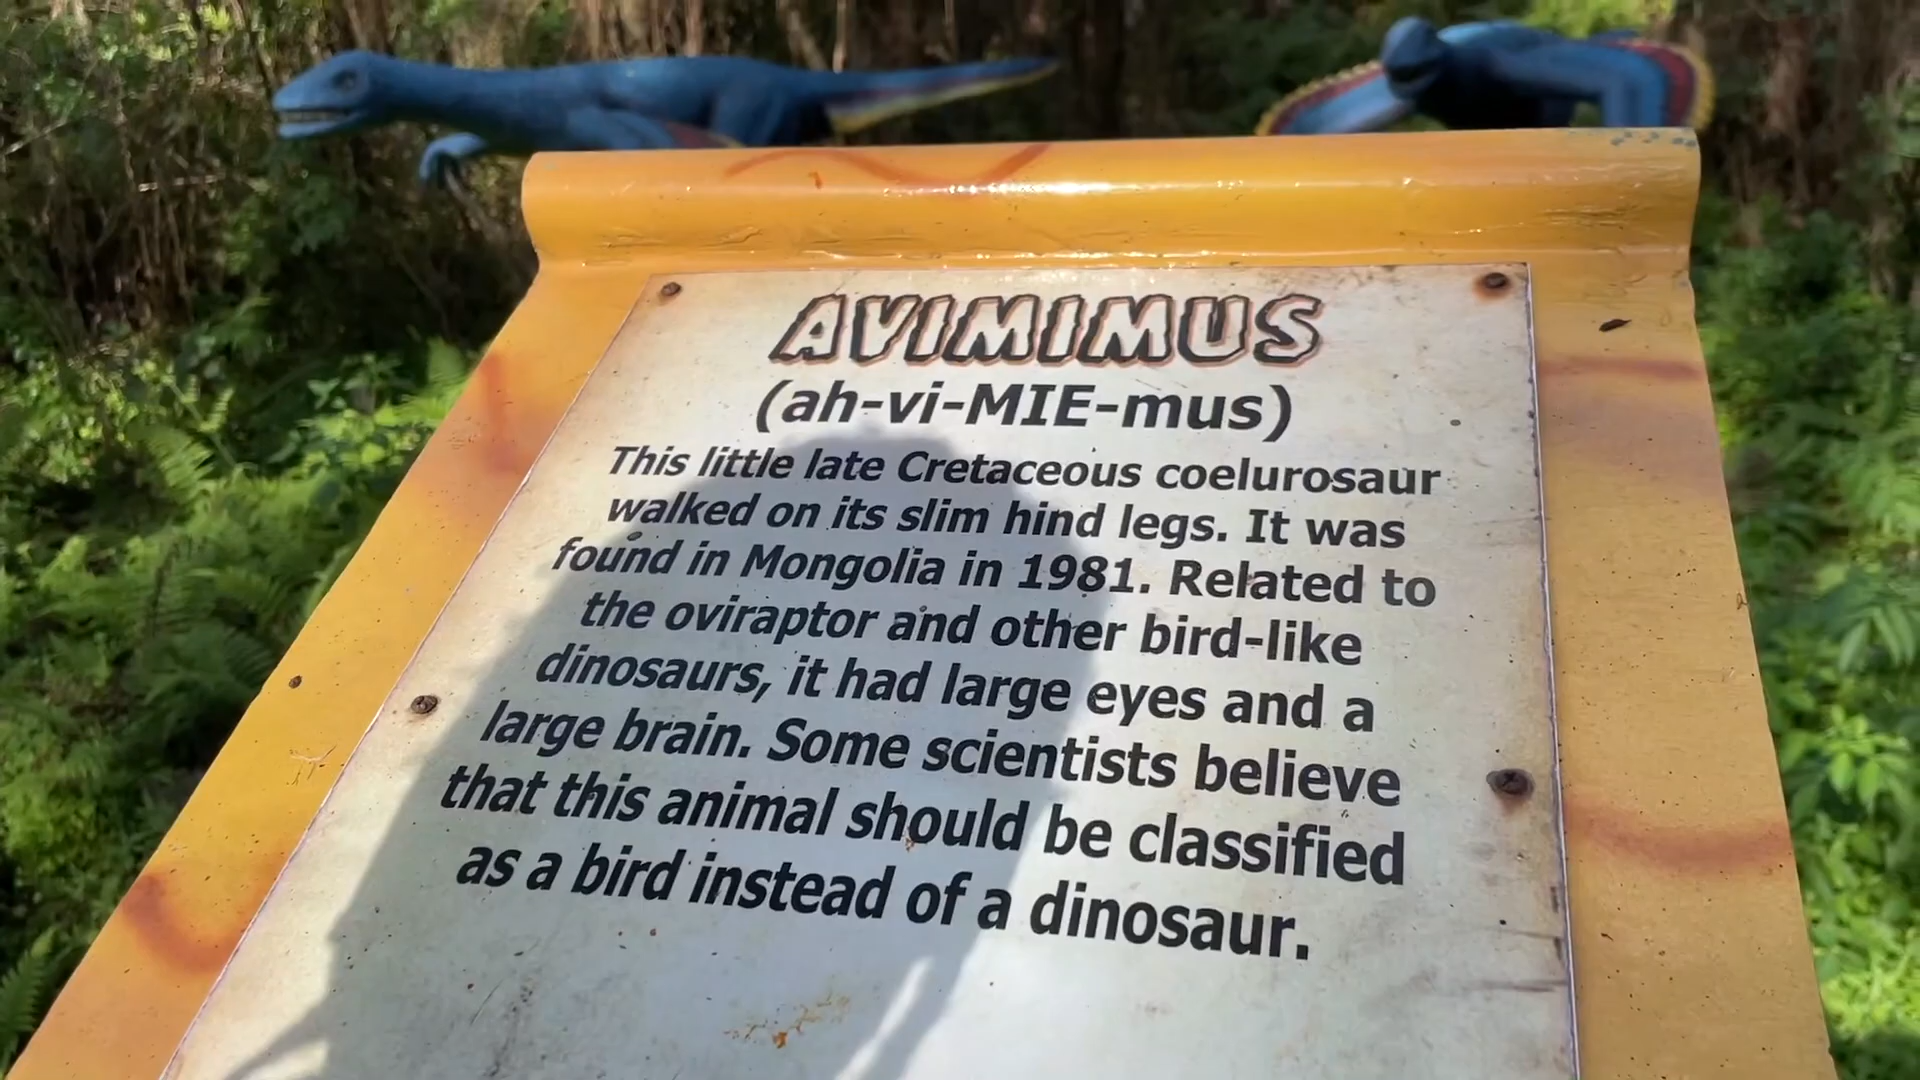 AVIMIMUS
(ah-vi-MIE-mus)
This little late Cretaceous coelurosaur
walked on its slim hind legs. It was
found in Mongolia in 1981. Related to
the oviraptor and other bird-like
dinosaurs, it had large eyes and a
large brain. Some scientists believe
that this animal should be classified
as a bird instead of a dinosaur.